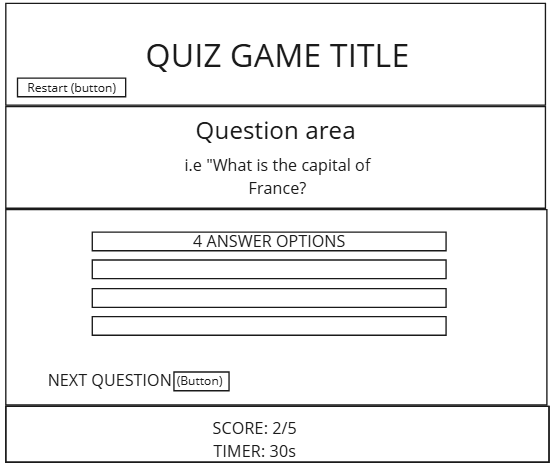 QUIZ GAME TITLE
Restart (button)
Question area
i.e "What is the capital of
France?
4 ANSWER OPTIONS
NEXT QUESTION (Button)
SCORE: 2/5
TIMER: 30s